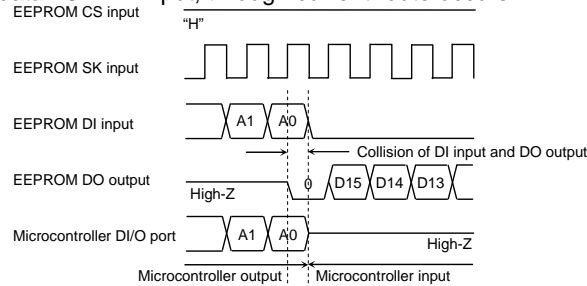 EEPROM CS input
“H”
EEPROM SK input
EEPROM DI input
A1
A0
Collision of DI input and DO output
EEPROM DO output
High-Z
0
D15
D14
D13
Microcontroller DI/O port
A1
A0
High-Z
Microcontroller output
Microcontroller input